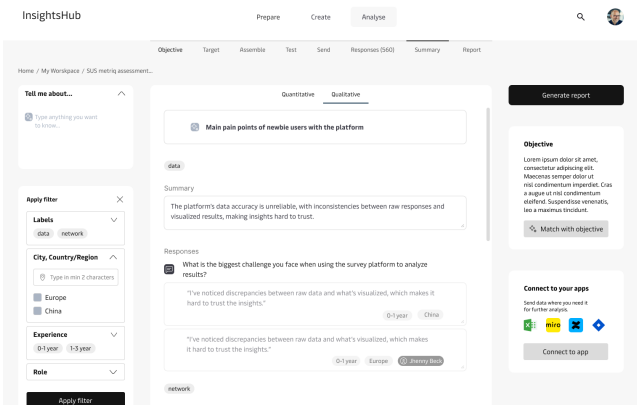 InsightsHub
Prepare
Create
Analyse
Objective
Target
Assemble
Test
Send
Responses (560)
Summary
Report
Home / My Worskpace / SUS metriq assessment...
Tell me about...
Type anything you want
to know...
Apply filter
Labels
data
network
City, Country/Region
Type in min 2 characters
Europe
China
Experience
0-1 year
1-3 year
Role
Apply filter
Quantitative
Qualitative
Main pain points of newbie users with the platform
data
Summary
The platform's data accuracy is unreliable, with inconsistencies between raw responses and
visualized results, making insights hard to trust.
Responses
What is the biggest challenge you face when using the survey platform to analyze
results?
"I've noticed discrepancies between raw data and what's visualized, which makes it
hard to trust the insights."
0-1 year
China
"I've noticed discrepancies between raw data and what's visualized, which makes
it hard to trust the insights."
0-1 year
Europe
Jhenny Beck
network
Generate report
Objective
Lorem ipsum dolor sit amet,
consectetur adipiscing elit.
Maecenas semper dolor ut
nisl condimentum imperdiet. Cras
a augue ut nisl condimentum
eleifend. Suspendisse venenatis,
leo a maximus tincidunt.
Match with objective
Connect to your apps
Send data where you need it
for further analysis.
miro
Connect to app